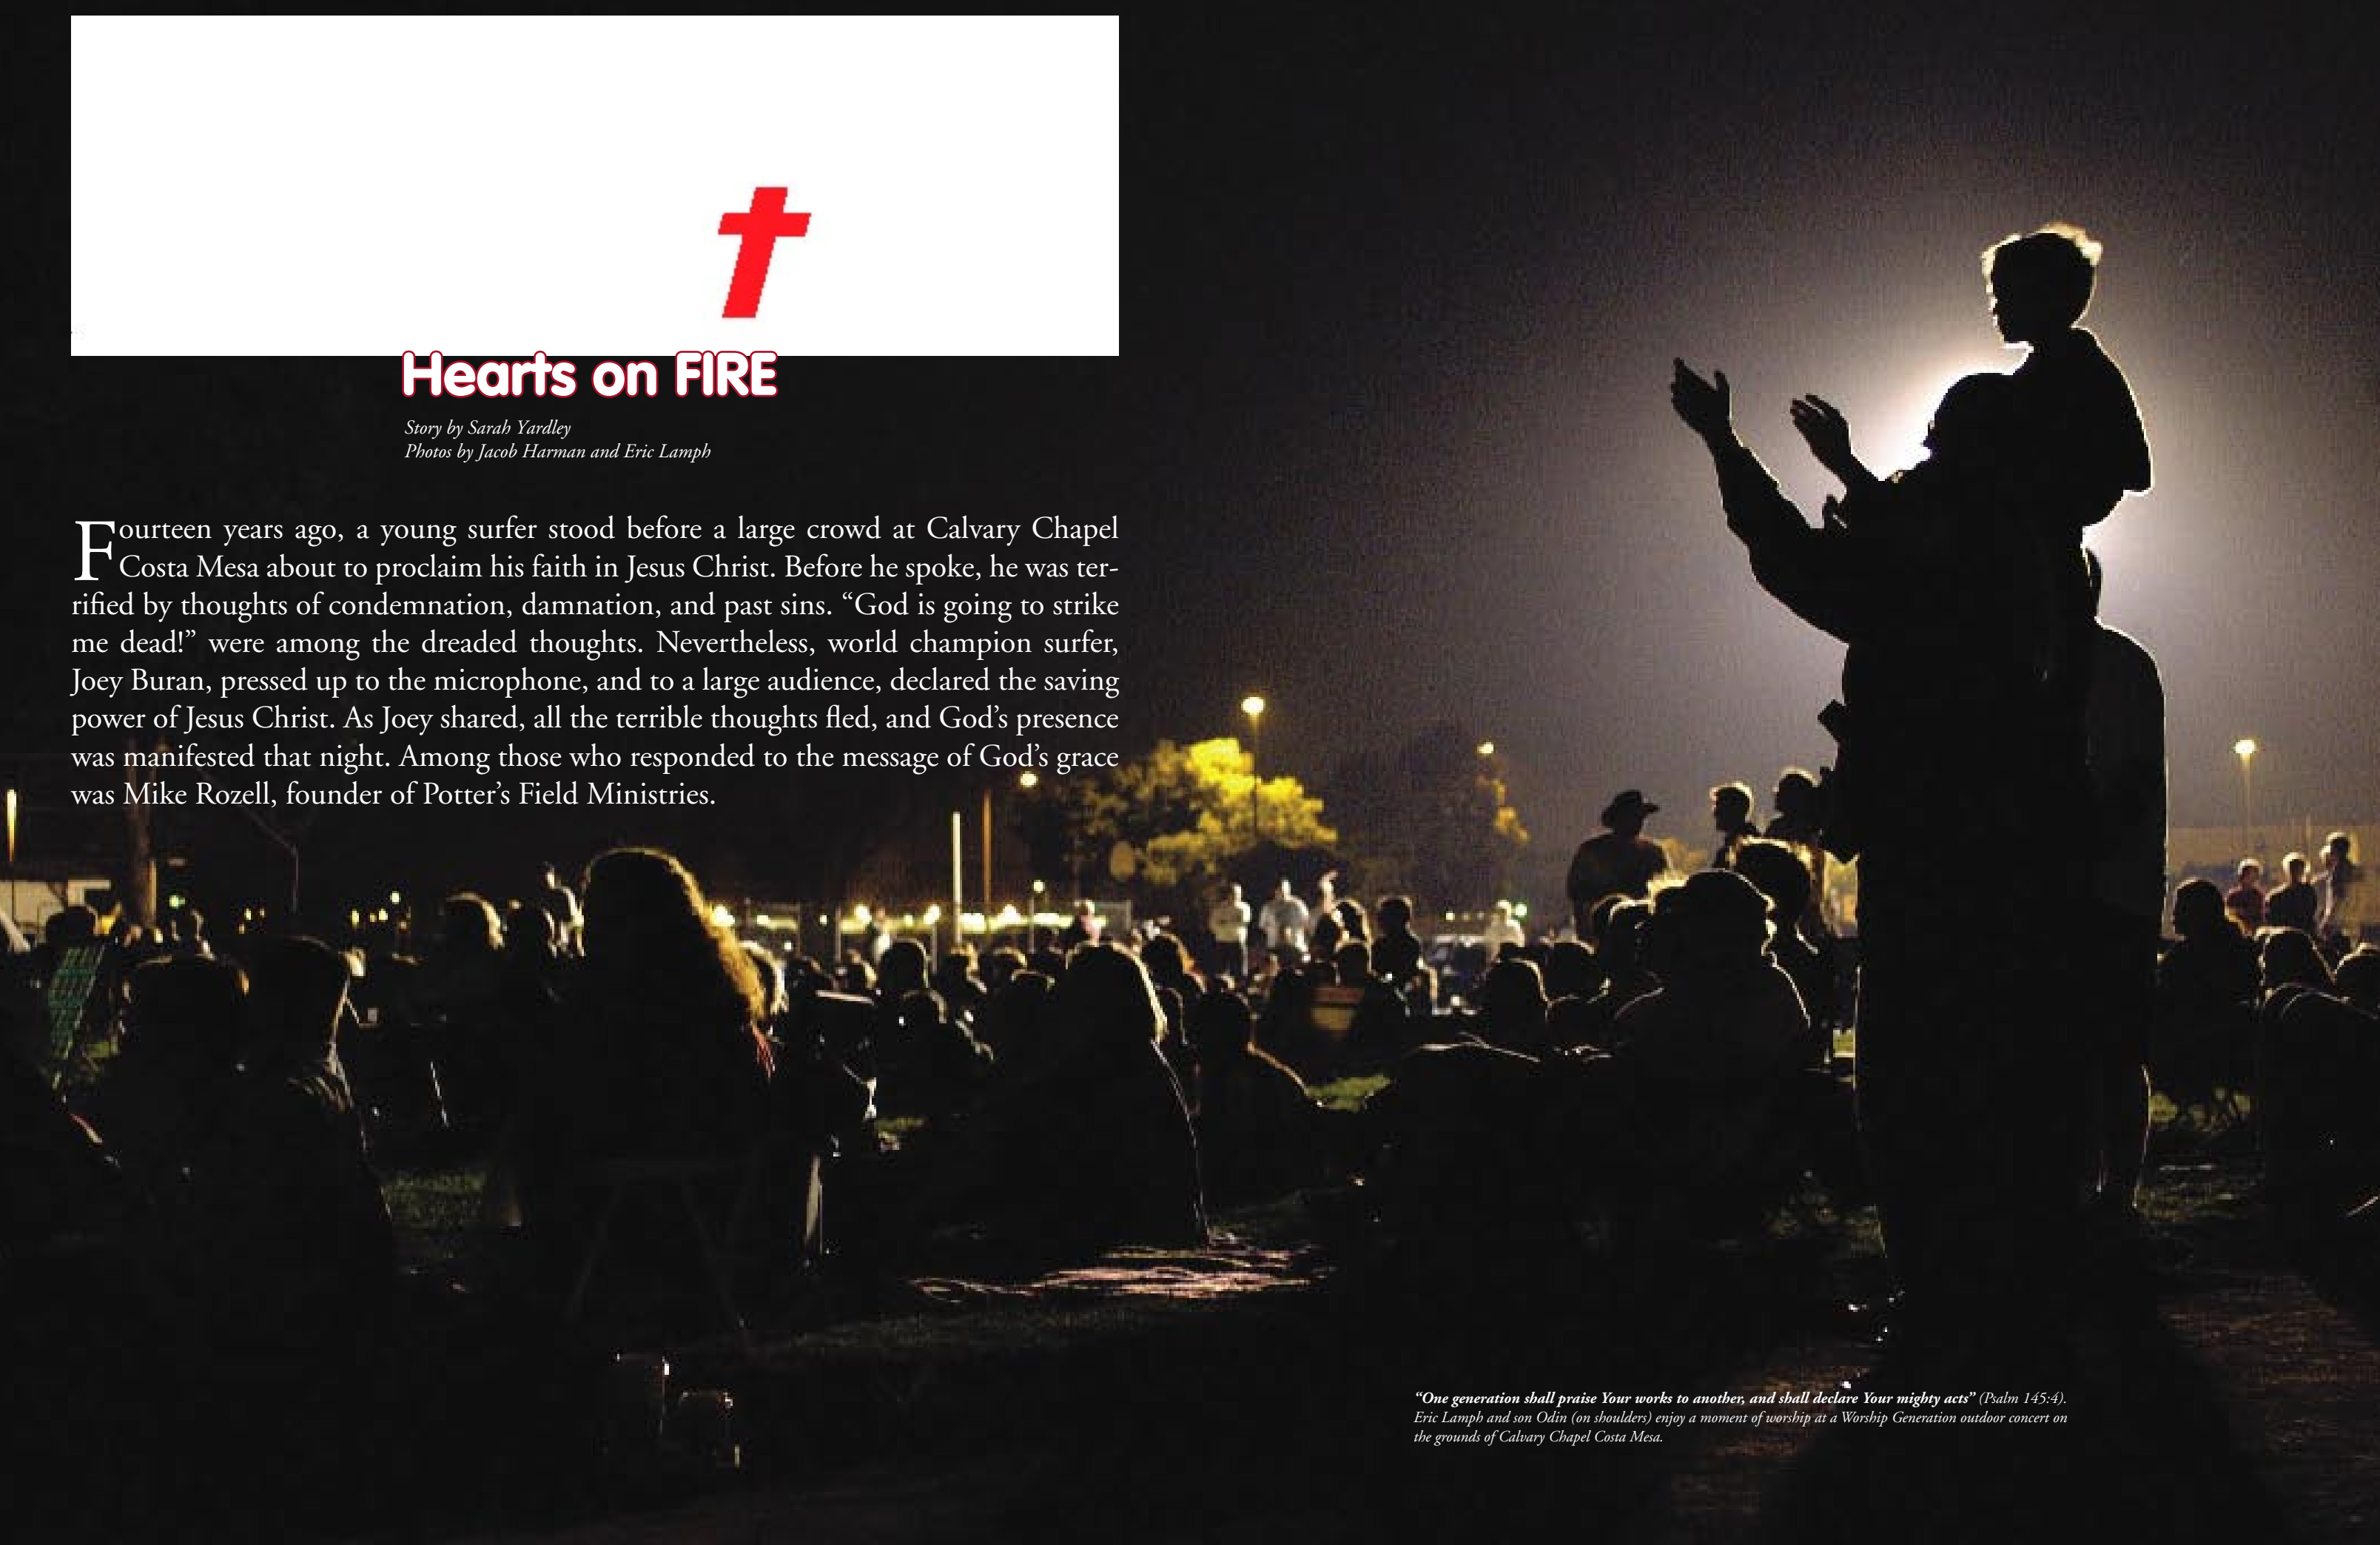 Hearts on FIRE
Story by Sarah Yardley
Photos by Jacob Harman and Eric Lamph
Fourteen years ago, a young surfer stood before a large crowd at Calvary Chapel
Costa Mesa about to proclaim his faith in Jesus Christ. Before he spoke, he was ter-
rified by thoughts of condemnation, damnation, and past sins. “God is going to strike
me dead!” were among the dreaded thoughts. Nevertheless, world champion surfer,
Joey Buran, pressed up to the microphone, and to a large audience, declared the saving
power of Jesus Christ. As Joey shared, all the terrible thoughts fled, and God’s presence
was manifested that night. Among those who responded to the message of God’s grace
was Mike Rozell, founder of Potter’s Field Ministries.
“One generation shall praise Your works to another, and shall declare Your mighty acts” (Psalm 145:4).
Eric Lamph and son Odin (on shoulders) enjoy a moment of worship at a Worship Generation outdoor concert on
the grounds of Calvary Chapel Costa Mesa.